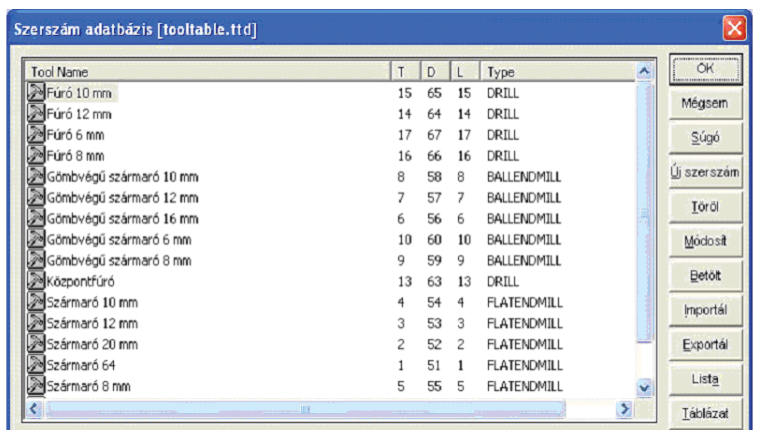 Szerszám adatbázis [tooltable.ttd]
Tool Name T D L Type
Fúró 10 mm 15 65 15 DRILL
Fúró 12 mm 14 64 14 DRILL
Fúró 6 mm 17 67 17 DRILL
Fúró 8 mm 16 66 16 DRILL
Gömbvégű szármaró 10 mm 8 58 8 BALLENDMILL
Gömbvégű szármaró 12 mm 7 57 7 BALLENDMILL
Gömbvégű szármaró 16 mm 6 56 6 BALLENDMILL
Gömbvégű szármaró 6 mm 10 60 10 BALLENDMILL
Gömbvégű szármaró 8 mm 9 59 9 BALLENDMILL
Központfúró 13 63 13 DRILL
Szármaró 10 mm 4 54 4 FLATENDMILL
Szármaró 12 mm 3 53 3 FLATENDMILL
Szármaró 20 mm 2 52 2 FLATENDMILL
Szármaró 64 1 51 1 FLATENDMILL
Szármaró 8 mm 5 55 5 FLATENDMILL
OK
Mégsem
Súgó
Új szerszám
Töröl
Módosít
Betölt
Importál
Exportál
Lista
Táblázat